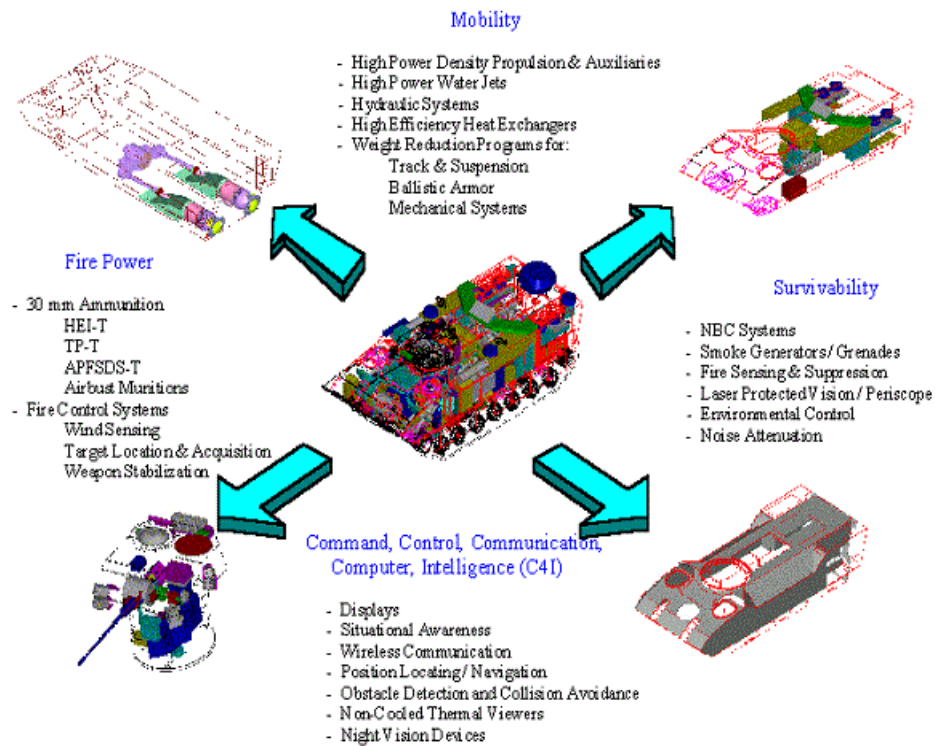 Mobility
- High Power Density Propulsion & Auxiliaries
- High Power Water Jets
- Hydraulic Systems
- High Efficiency Heat Exchangers
- Weight Reduction Programs for:
Track & Suspension
Ballistic Armor
Mechanical Systems
Fire Power
- 30 mm Ammunition
HEI-T
TP-T
APFSDS-T
Airbust Munitions
- Fire Control Systems
Wind Sensing
Target Location & Acquisition
Weapon Stabilization
Survivability
- NBC Systems
- Smoke Generators / Grenades
- Fire Sensing & Suppression
- Laser Protected Vision / Periscope
- Environmental Control
- Noise Attenuation
Command, Control, Communication,
Computer, Intelligence (C4I)
- Displays
- Situational Awareness
- Wireless Communication
- Position Locating / Navigation
- Obstacle Detection and Collision Avoidance
- Non-Cooled Thermal Viewers
- Night Vision Devices